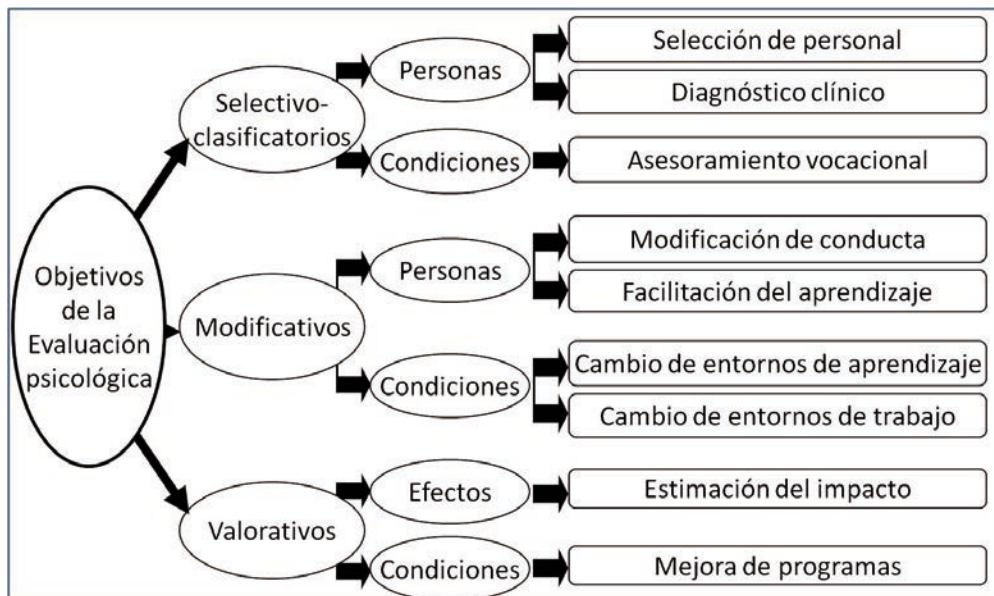 Objetivos
de la
Evaluación
psicológica
Selectivo-
clasificatorios
Personas
Selección de personal
Diagnóstico clínico
Condiciones
Asesoramiento vocacional
Modificativos
Personas
Modificación de conducta
Facilitación del aprendizaje
Condiciones
Cambio de entornos de aprendizaje
Cambio de entornos de trabajo
Valorativos
Efectos
Estimación del impacto
Condiciones
Mejora de programas